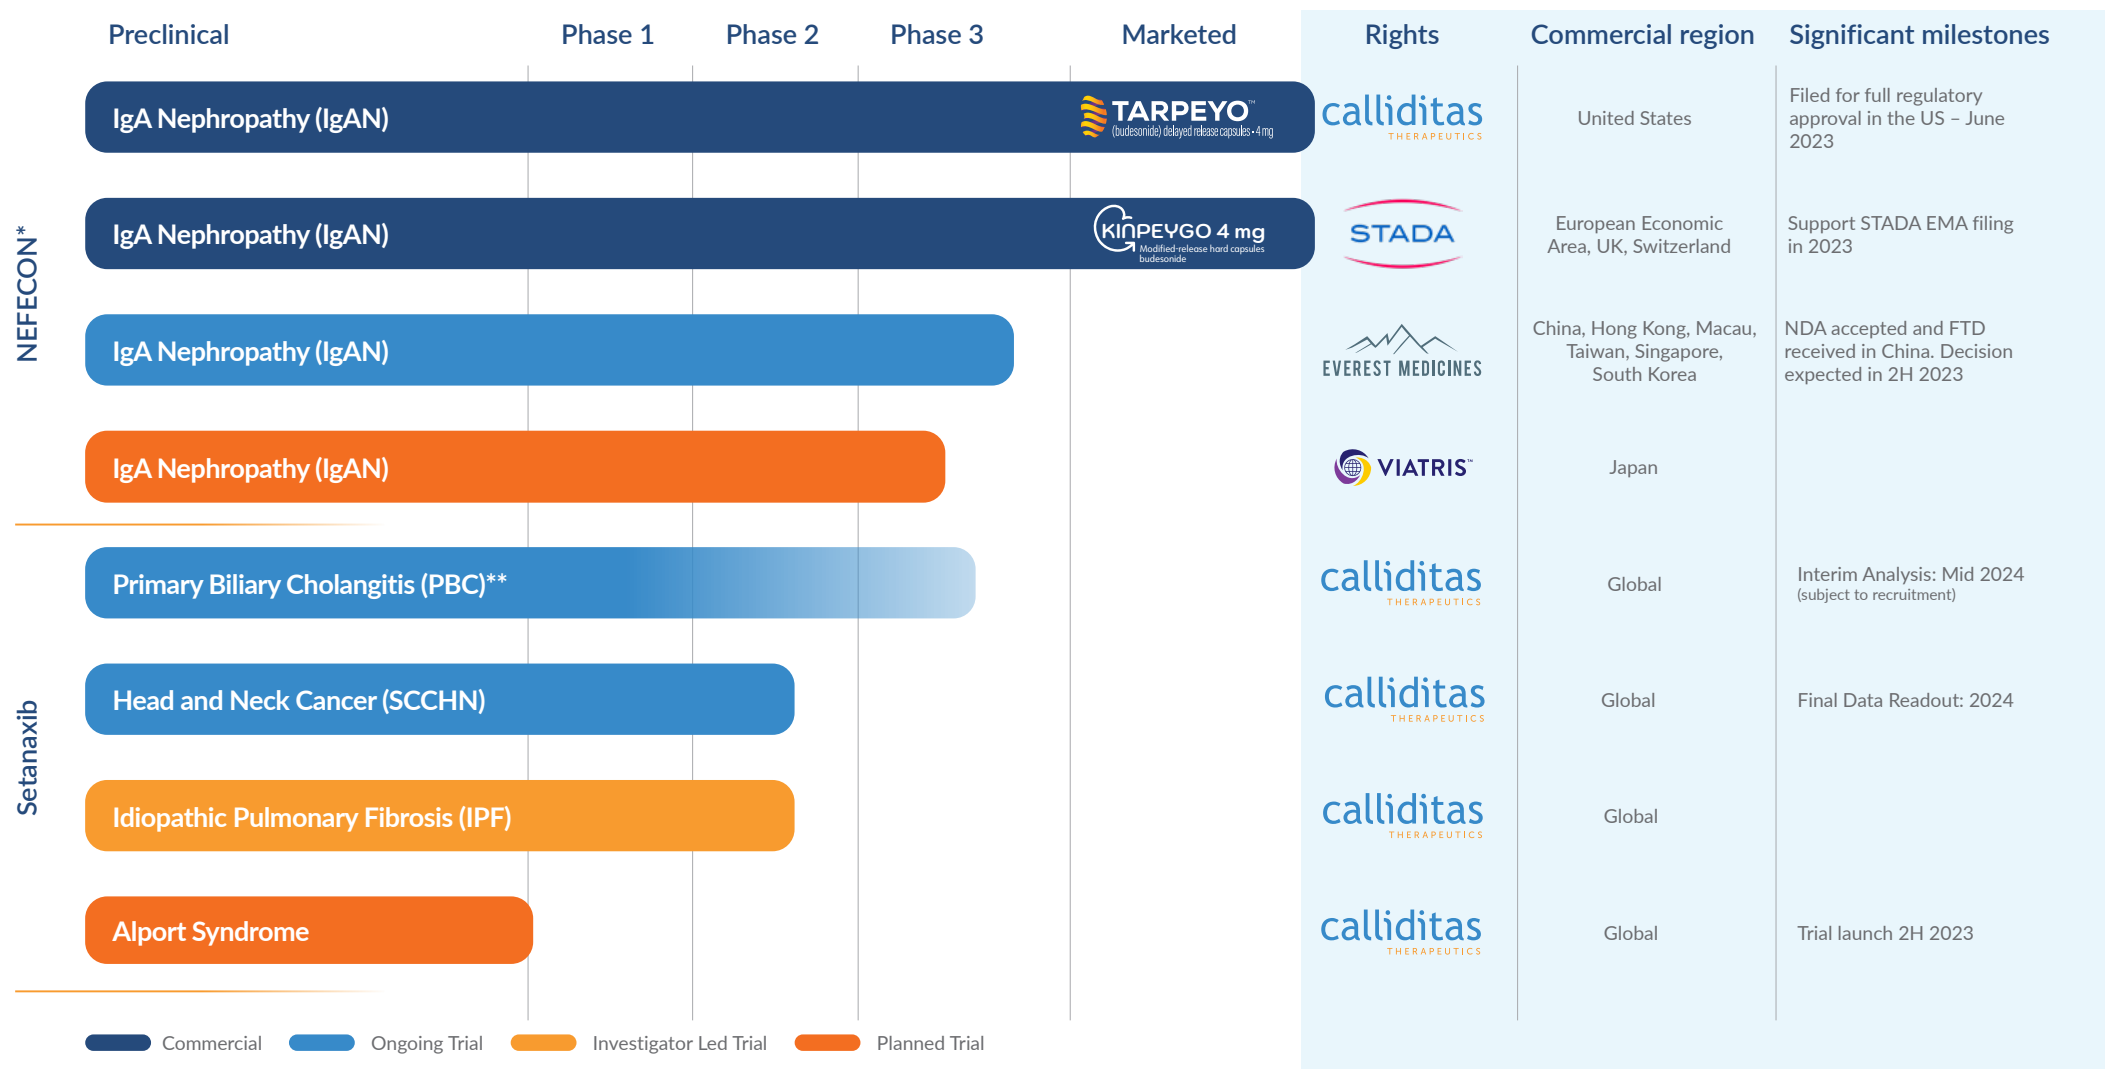 Preclinical Phase 1 Phase 2 Phase 3 Marketed Rights Commercial region Significant milestones
NEFECON*
IgA Nephropathy (IgAN)
TARPEYO™
(budesonide) delayed release capsules • 4 mg
calliditas
THERAPEUTICS
United States
Filed for full regulatory
approval in the US – June
2023
IgA Nephropathy (IgAN)
KINPEYGO 4 mg
Modified-release hard capsules
budesonide
STADA
European Economic
Area, UK, Switzerland
Support STADA EMA filing
in 2023
IgA Nephropathy (IgAN)
EVEREST MEDICINES
China, Hong Kong, Macau,
Taiwan, Singapore,
South Korea
NDA accepted and FTD
received in China. Decision
expected in 2H 2023
IgA Nephropathy (IgAN)
VIATRIS™
Japan
Setanaxib
Primary Biliary Cholangitis (PBC)**
calliditas
THERAPEUTICS
Global
Interim Analysis: Mid 2024
(subject to recruitment)
Head and Neck Cancer (SCCHN)
calliditas
THERAPEUTICS
Global
Final Data Readout: 2024
Idiopathic Pulmonary Fibrosis (IPF)
calliditas
THERAPEUTICS
Global
Alport Syndrome
calliditas
THERAPEUTICS
Global
Trial launch 2H 2023
Commercial Ongoing Trial Investigator Led Trial Planned Trial